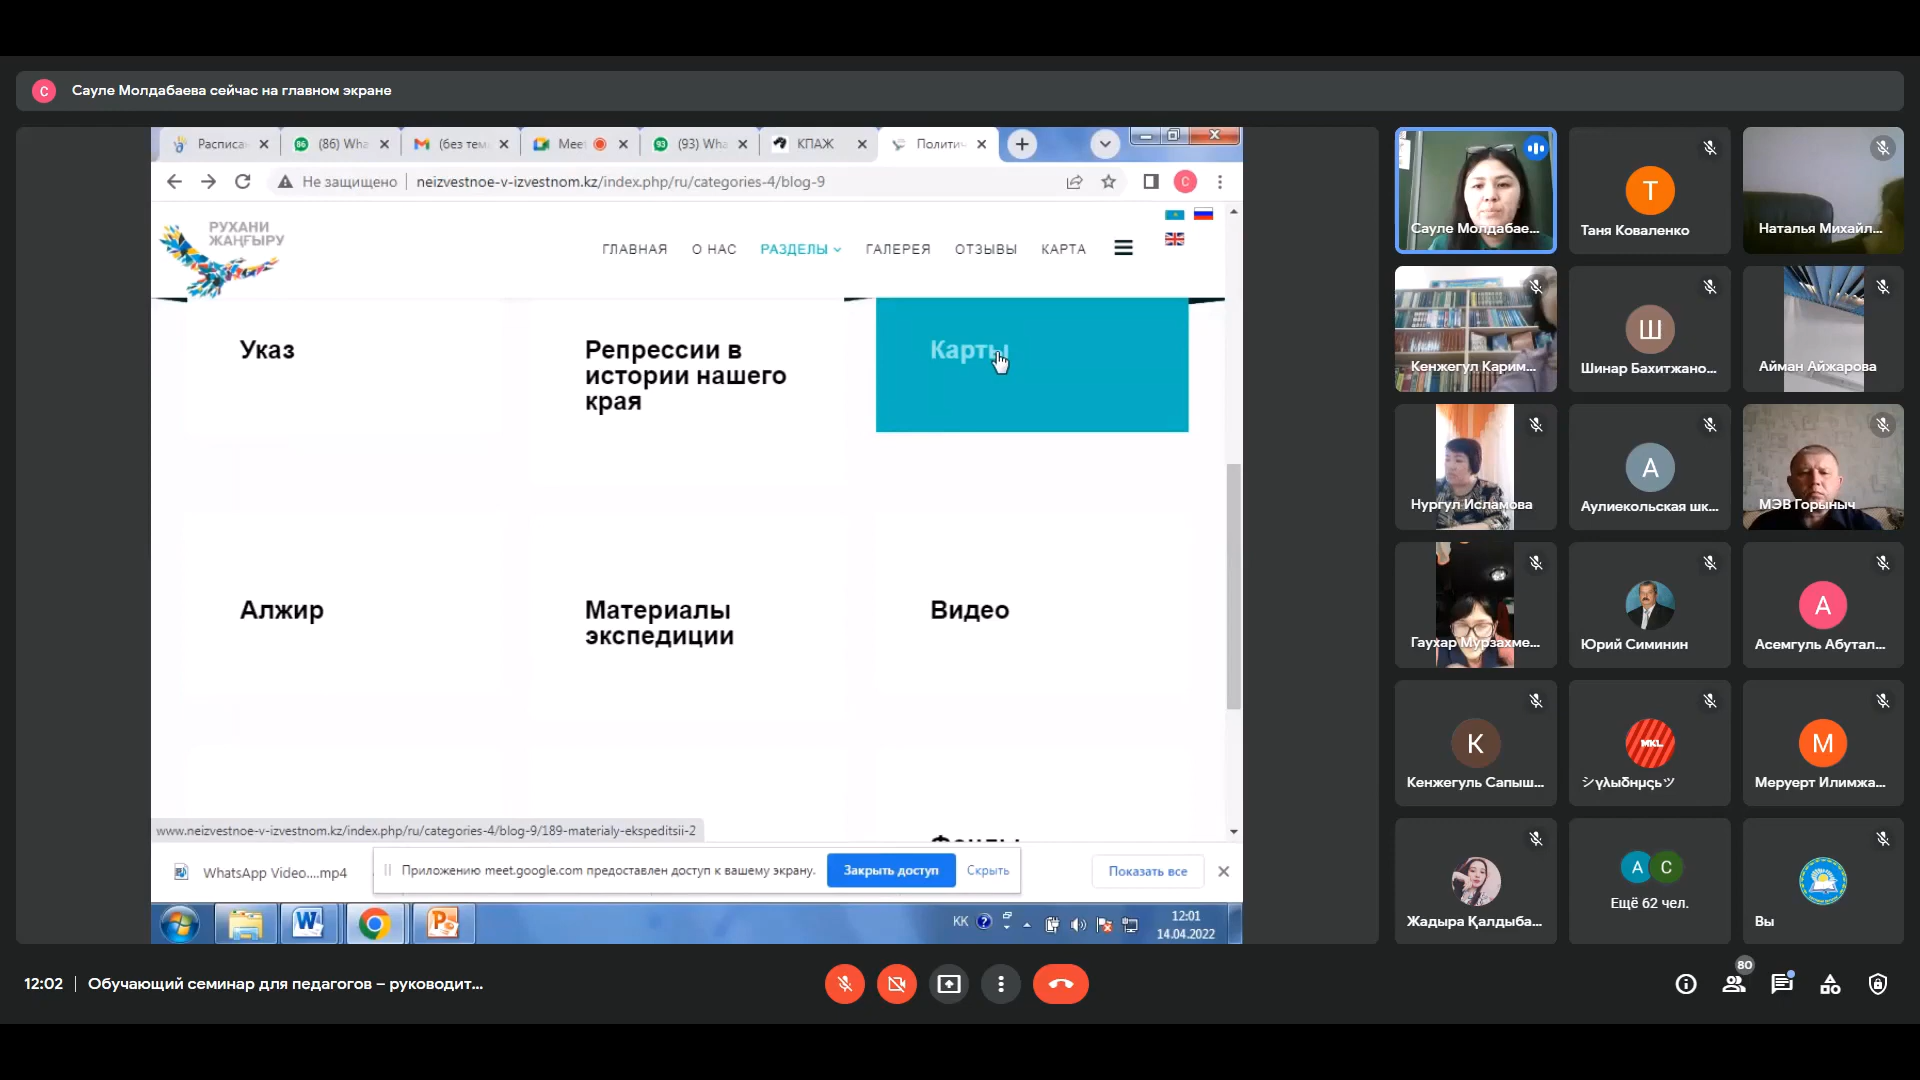 С Сауле Молдабаева сейчас на главном экране
Расписа
86 (86) Wha
(без тем
Meet
93 (93) Wha
КПАЖ
Полити
Не защищено neizvestnoe-v-izvestnom.kz/index.php/ru/categories-4/blog-9
С
РУХАНИ
ЖАҢҒЫРУ
ГЛАВНАЯ О НАС РАЗДЕЛЫ ГАЛЕРЕЯ ОТЗЫВЫ КАРТА
Указ
Репрессии в
истории нашего
края
Карты
Алжир
Материалы
экспедиции
Видео
www.neizvestnoe-v-izvestnom.kz/index.php/ru/categories-4/blog-9/189-materialy-ekspeditsii-2
WhatsApp Video....mp4
Приложению meet.google.com предоставлен доступ к вашему экрану.
Закрыть доступ
Скрыть
Показать все
KK
12:01
14.04.2022
Сауле Молдабае...
Т
Таня Коваленко
Наталья Михайл...
Кенжегул Карим...
Ш
Шинар Бахитжано...
Айман Айжарова
Нургул Исламова
А
Аулиекольская шк...
МЭВ Горыныч
Гаухар Мурзахме...
Юрий Симинин
А
Асемгуль Абутал...
К
Кенжегуль Сапыш...
MKL
М
Меруерт Илимжа...
Жадыра Қалдыба...
А С
Ещё 62 чел.
Вы
12:02 Обучающий семинар для педагогов – руководит...
80